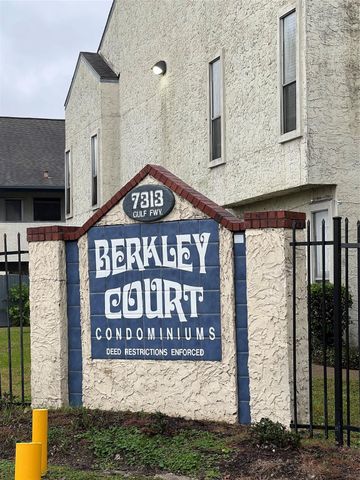 7313
GULF FWY.
BERKLEY
COURT
CONDOMINIUMS
DEED RESTRICTIONS ENFORCED